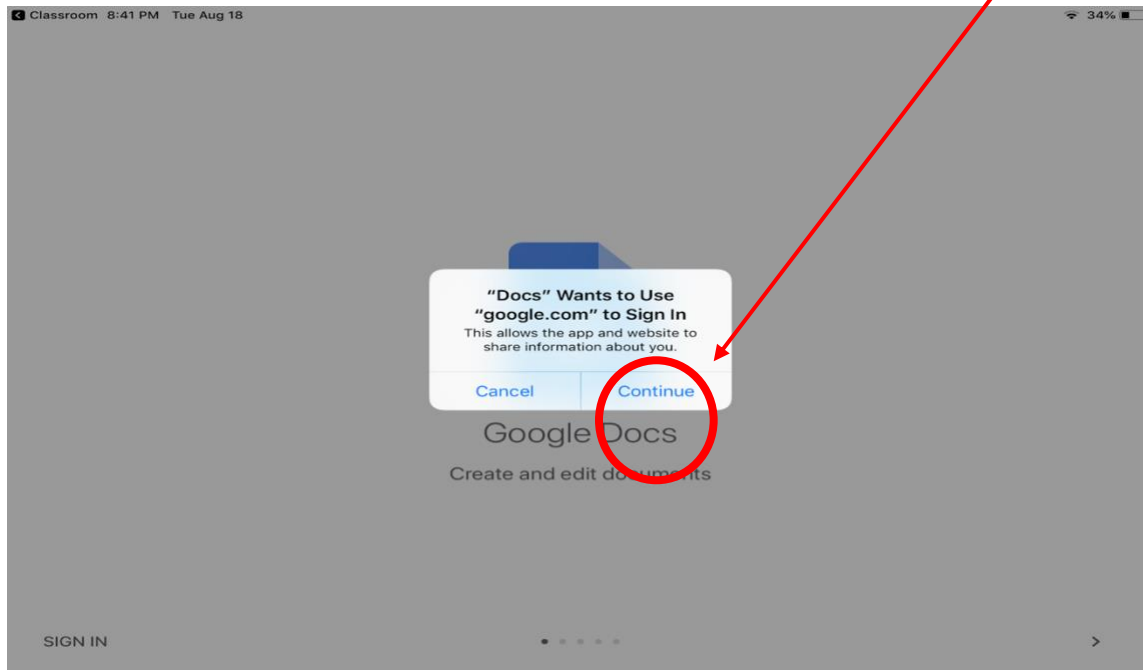 Classroom 8:41 PM Tue Aug 18 34%
"Docs" Wants to Use
"google.com" to Sign In
This allows the app and website to
share information about you.
Cancel Continue
Google Docs
Create and edit documents
SIGN IN